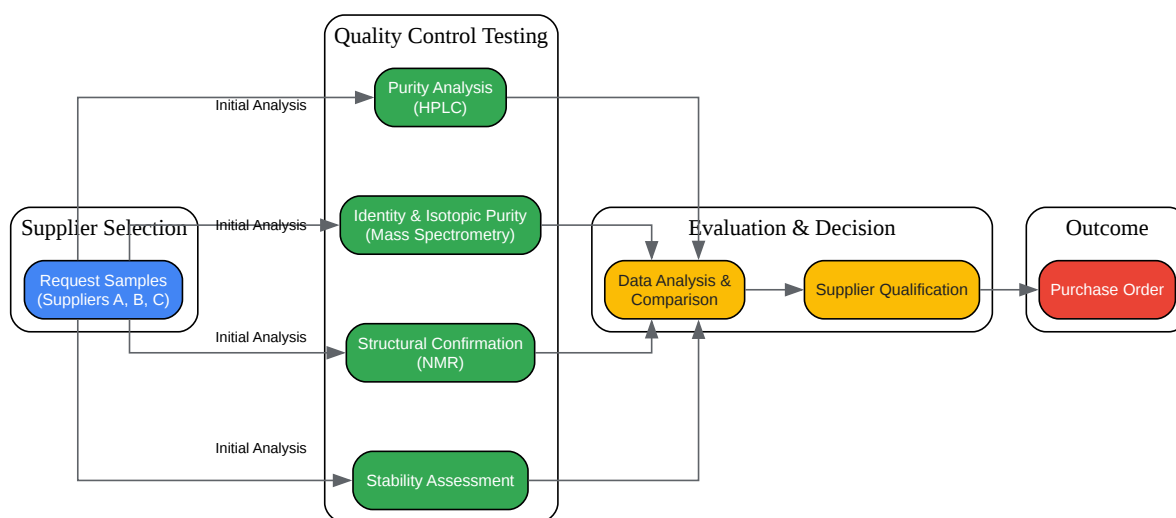 Supplier Selection
Request Samples
(Suppliers A, B, C)
Initial Analysis
Initial Analysis
Initial Analysis
Initial Analysis
Quality Control Testing
Purity Analysis
(HPLC)
Identity & Isotopic Purity
(Mass Spectrometry)
Structural Confirmation
(NMR)
Stability Assessment
Evaluation & Decision
Data Analysis &
Comparison
Supplier Qualification
Outcome
Purchase Order